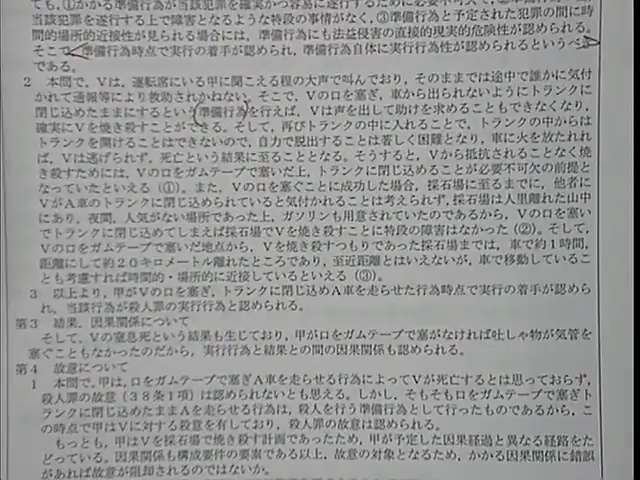 ても，①かかる準備行為が当該犯罪を確実かつ容易に遂行するために必要不可欠で，②準備行為
当該犯罪を遂行する上で障害となるような特段の事情がなく，③準備行為と予定された犯罪の間に時
間的場所的近接性が見られる場合には，準備行為にも法益侵害の直接的現実的危険性が認められる。
そこで，準備行為時点で実行の着手が認められ，準備行為自体に実行行為性が認められるというべき
である。
2　本問で，Vは，運転席にいる甲に聞こえる程の大声で叫んでおり，そのままでは途中で誰かに気付
かれて通報等により救助されかねない。そこで，Vの口を塞ぎ，車から出られないようにトランクに
閉じ込めたままにするという準備行為を行えば，Vは声を出して助けを求めることもできなくなり，
確実にVを焼き殺すことができる。そして，再びトランクの中に入れることで，トランクの中からは
トランクを開けることはできないので，自力で脱出することは著しく困難となり，車に火を放たれれ
ば，Vは逃げられず，死亡という結果に至ることとなる。そうすると，Vから抵抗されることなく焼
き殺すためには，Vの口をガムテープで塞いだ上，トランクに閉じ込めることが必要不可欠の前提と
なっていたといえる（①）。また，Vの口を塞ぐことに成功した場合，採石場に至るまでに，他者に
VがA車のトランクに閉じ込められていると気付かれることは考えられず，採石場は人里離れた山中
にあり，夜間，人気がない場所であった上，ガソリンも用意されていたのであるから，Vの口を塞い
でトランクに閉じ込めてしまえば採石場でVを焼き殺すことに特段の障害はなかった（②）。そして，
Vの口をガムテープで塞いだ地点から，Vを焼き殺すつもりであった採石場までは，車で約1時間，
距離にして約20キロメートル離れたところであり，至近距離とはいえないが，車で移動しているこ
とも考慮すれば時間的・場所的に近接しているといえる（③）。
3　以上より，甲がVの口を塞ぎ，トランクに閉じ込めA車を走らせた行為時点で実行の着手が認めら
れ，当該行為が殺人罪の実行行為と認められる。
第3　結果，因果関係について
そして，Vの窒息死という結果も生じており，甲が口をガムテープで塞がなければ吐しゃ物が気管を
塞ぐこともなかったのだから，実行行為と結果との間の因果関係も認められる。
第4　故意について
1　本問で，甲は，口をガムテープで塞ぎA車を走らせる行為によってVが死亡するとは思っておらず，
殺人罪の故意（38条1項）は認められないとも思える。しかし，そもそも口をガムテープで塞ぎト
ランクに閉じ込めたままAを走らせる行為は，殺人を行う準備行為として行ったものであるから，こ
の時点で甲はVに対する殺意を有しており，殺人罪の故意は認められる。
もっとも，甲はVを採石場で焼き殺す計画であったため，甲が予定した因果経過と異なる経路をた
どっている。因果関係も構成要件の要素である以上，故意の対象となるため，かかる因果関係に錯誤
があれば故意が阻却されるのではないか。